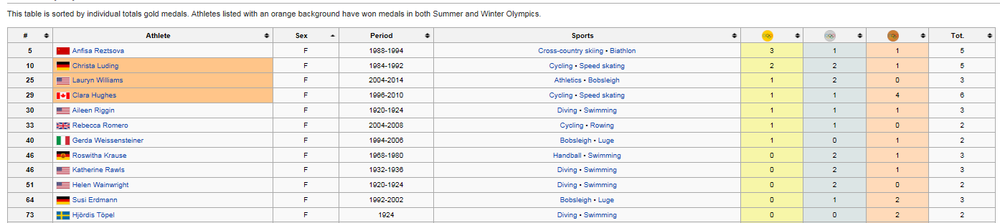 This table is sorted by individual totals gold medals. Athletes listed with an orange background have won medals in both Summer and Winter Olympics.
# Athlete Sex Period Sports Tot.
5 Anfisa Reztsova F 1988-1994 Cross-country skiing • Biathlon 3 1 1 5
10 Christa Luding F 1984-1992 Cycling • Speed skating 2 2 1 5
25 Lauryn Williams F 2004-2014 Athletics • Bobsleigh 1 2 0 3
29 Clara Hughes F 1996-2010 Cycling • Speed skating 1 1 4 6
30 Aileen Riggin F 1920-1924 Diving • Swimming 1 1 1 3
33 Rebecca Romero F 2004-2008 Cycling • Rowing 1 1 0 2
40 Gerda Weissensteiner F 1994-2006 Bobsleigh • Luge 1 0 1 2
46 Roswitha Krause F 1968-1980 Handball • Swimming 0 2 1 3
46 Katherine Rawls F 1932-1936 Diving • Swimming 0 2 1 3
51 Helen Wainwright F 1920-1924 Diving • Swimming 0 2 0 2
64 Susi Erdmann F 1992-2002 Bobsleigh • Luge 0 1 2 3
73 Hjördis Töpel F 1924 Diving • Swimming 0 0 2 2